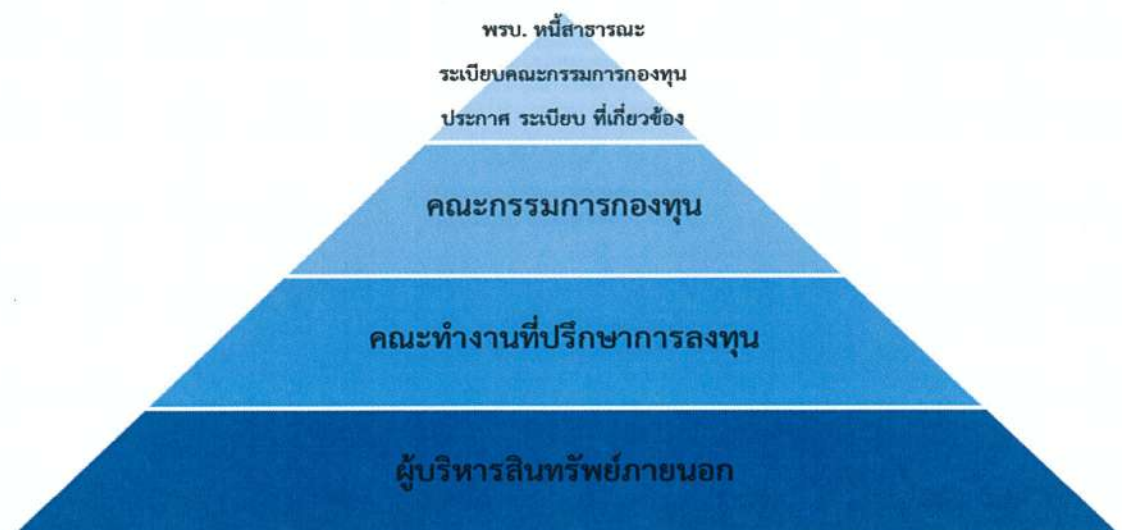 พรบ. หนี้สาธารณะ
ระเบียบคณะกรรมการกองทุน
ประกาศ ระเบียบ ที่เกี่ยวข้อง
คณะกรรมการกองทุน
คณะทำงานที่ปรึกษาการลงทุน
ผู้บริหารสินทรัพย์ภายนอก